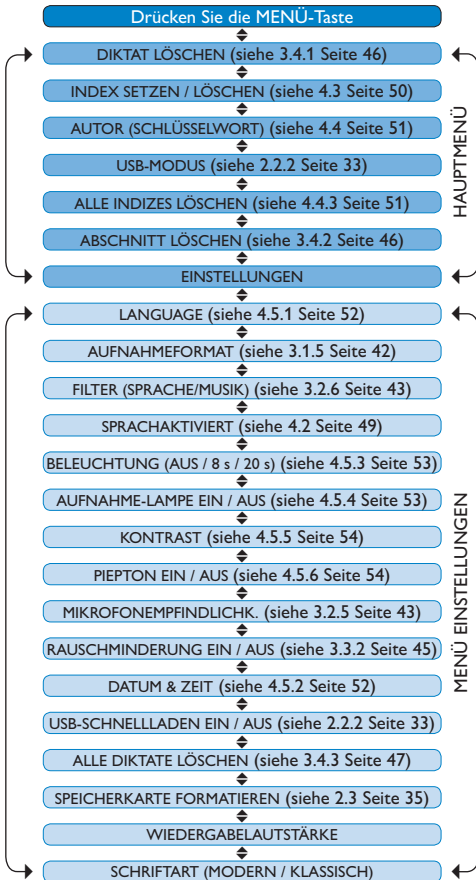 Drücken Sie die MENÜ-Taste
DIKTAT LÖSCHEN (siehe 3.4.1 Seite 46)
INDEX SETZEN / LÖSCHEN (siehe 4.3 Seite 50)
AUTOR (SCHLÜSSELWORT) (siehe 4.4 Seite 51)
USB-MODUS (siehe 2.2.2 Seite 33)
ALLE INDIZES LÖSCHEN (siehe 4.4.3 Seite 51)
ABSCHNITT LÖSCHEN (siehe 3.4.2 Seite 46)
EINSTELLUNGEN
HAUPTMENÜ
LANGUAGE (siehe 4.5.1 Seite 52)
AUFNAHMEFORMAT (siehe 3.1.5 Seite 42)
FILTER (SPRACHE/MUSIK) (siehe 3.2.6 Seite 43)
SPRACHAKTIVIERT (siehe 4.2 Seite 49)
BELEUCHTUNG (AUS / 8 s / 20 s) (siehe 4.5.3 Seite 53)
AUFNAHME-LAMPE EIN / AUS (siehe 4.5.4 Seite 53)
KONTRAST (siehe 4.5.5 Seite 54)
PIEPTON EIN / AUS (siehe 4.5.6 Seite 54)
MIKROFONEMPFINDLICHK. (siehe 3.2.5 Seite 43)
RAUSCHMINDERUNG EIN / AUS (siehe 3.3.2 Seite 45)
DATUM & ZEIT (siehe 4.5.2 Seite 52)
USB-SCHNELLLADEN EIN / AUS (siehe 2.2.2 Seite 33)
ALLE DIKTATE LÖSCHEN (siehe 3.4.3 Seite 47)
SPEICHERKARTE FORMATIEREN (siehe 2.3 Seite 35)
WIEDERGABELAUTSTÄRKE
SCHRIFTART (MODERN / KLASSISCH)
MENÜ EINSTELLUNGEN